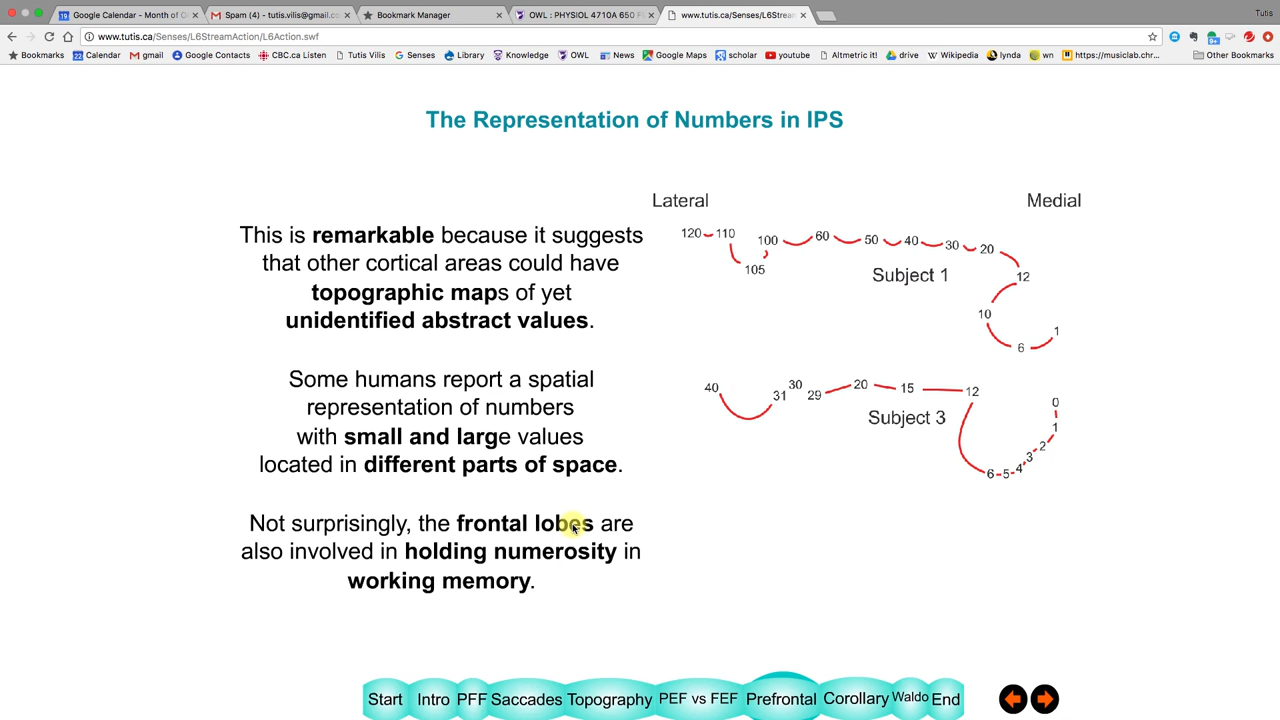 Google Calendar - Month of O
Spam (4) - tutis.vilis@gmail.co
Bookmark Manager
OWL : PHYSIOL 4710A 650 F
www.tutis.ca/Senses/L6Stream
Tutis
www.tutis.ca/Senses/L6StreamAction/L6Action.swf
Bookmarks Calendar gmail Google Contacts CBC.ca Listen Tutis Vilis Senses Library Knowledge OWL News Google Maps scholar youtube Altmetric it! drive Wikipedia lynda wn https://musiclab.chr... Other Bookmarks
The Representation of Numbers in IPS
Lateral
Medial
This is remarkable because it suggests
that other cortical areas could have
topographic maps of yet
unidentified abstract values.
Some humans report a spatial
representation of numbers
with small and large values
located in different parts of space.
Not surprisingly, the frontal lobes are
also involved in holding numerosity in
working memory.
120 110 105 100 60 50 40 30 20 12 10 6 1
Subject 1
40 31 30 29 20 15 12 6 5 4 3 2 1 0
Subject 3
Start Intro PFF Saccades Topography PEF vs FEF Prefrontal Corollary Waldo End